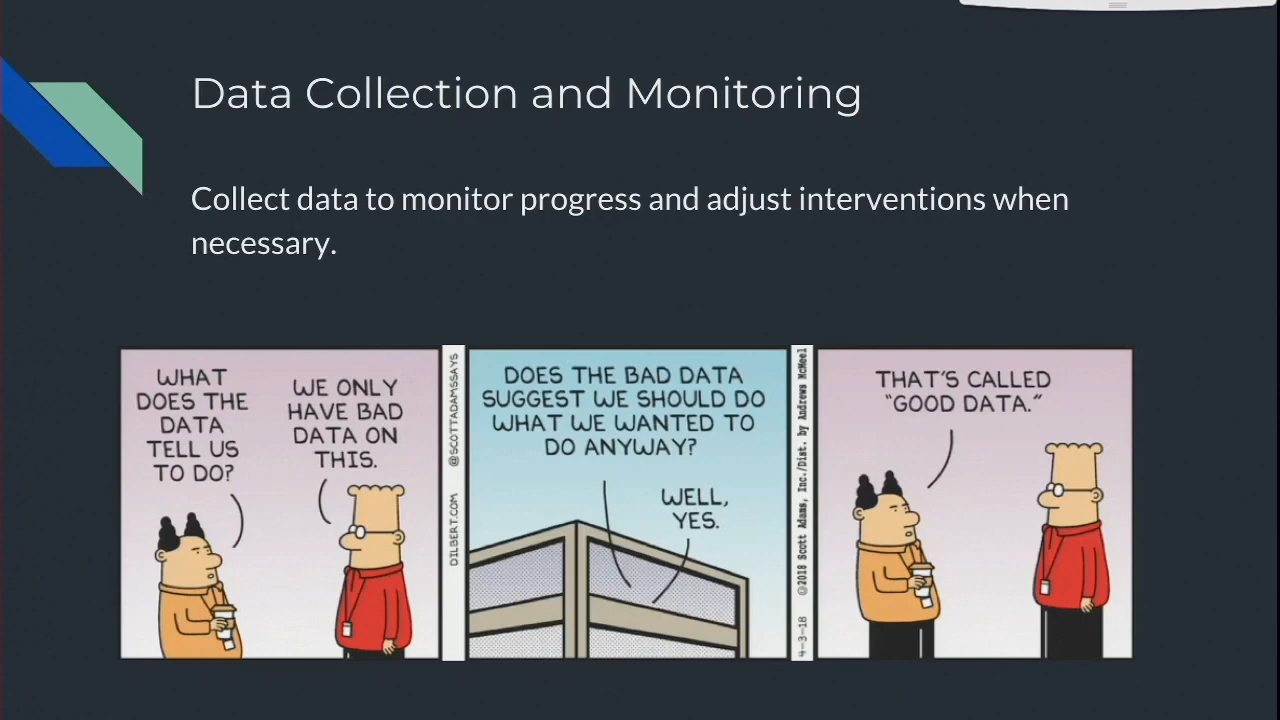 Data Collection and Monitoring
Collect data to monitor progress and adjust interventions when
necessary.
WHAT
DOES THE
DATA
TELL US
TO DO?
WE ONLY
HAVE BAD
DATA ON
THIS.
DILBERT.COM @SCOTTADAMSSAYS
DOES THE BAD DATA
SUGGEST WE SHOULD DO
WHAT WE WANTED TO
DO ANYWAY?
WELL,
YES.
4-3-18 ©2018 Scott Adams, Inc./Dist. by Andrews McMeel
THAT'S CALLED
"GOOD DATA."